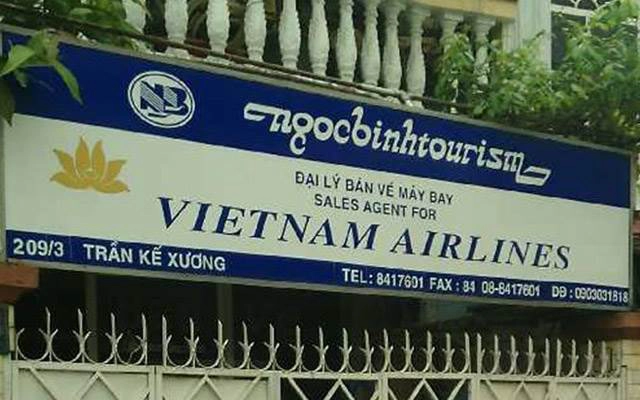 NB
ngọcbinhtourism
ĐẠI LÝ BÁN VÉ MÁY BAY
SALES AGENT FOR
VIETNAM AIRLINES
209/3 TRẦN KẾ XƯƠNG
TEL: 8417601 FAX: 84 08-8417601 DĐ: 0903031818